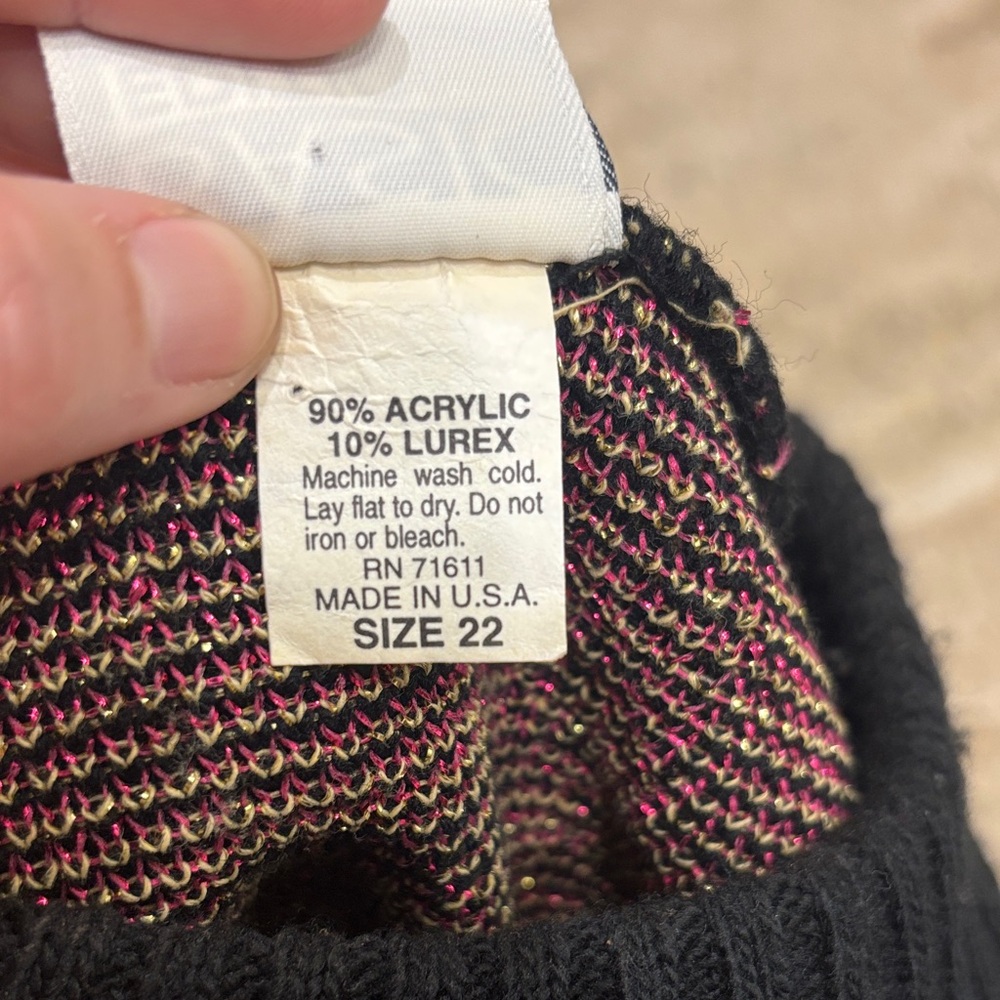 90% ACRYLIC
10% LUREX
Machine wash cold.
Lay flat to dry. Do not
iron or bleach.
RN 71611
MADE IN U.S.A.
SIZE 22